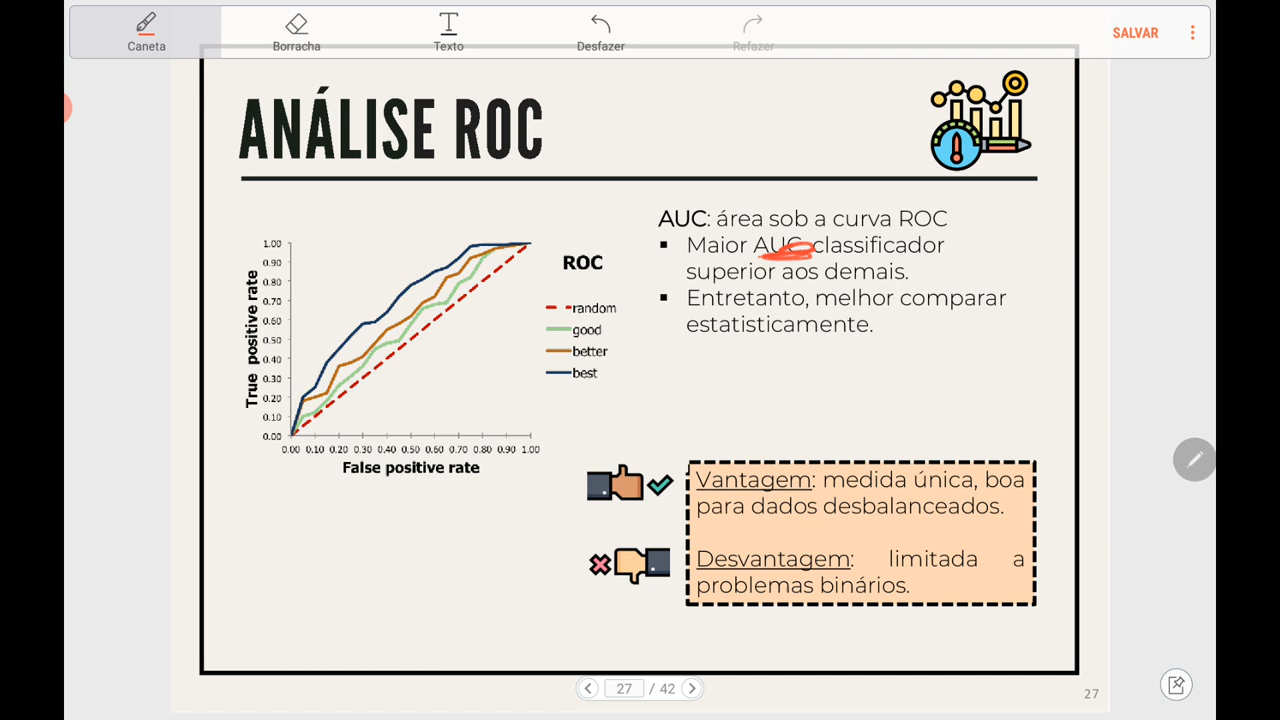 Caneta
Borracha
Texto
Desfazer
Refazer
SALVAR
ANÁLISE ROC
AUC: área sob a curva ROC
▪ Maior AUC classificador
superior aos demais.
▪ Entretanto, melhor comparar
estatisticamente.
ROC
random
good
better
best
True positive rate
1.00
0.90
0.80
0.70
0.60
0.50
0.40
0.30
0.20
0.10
0.00
0.00 0.10 0.20 0.30 0.40 0.50 0.60 0.70 0.80 0.90 1.00
False positive rate
Vantagem: medida única, boa
para dados desbalanceados.
Desvantagem: limitada a
problemas binários.
27 / 42
27